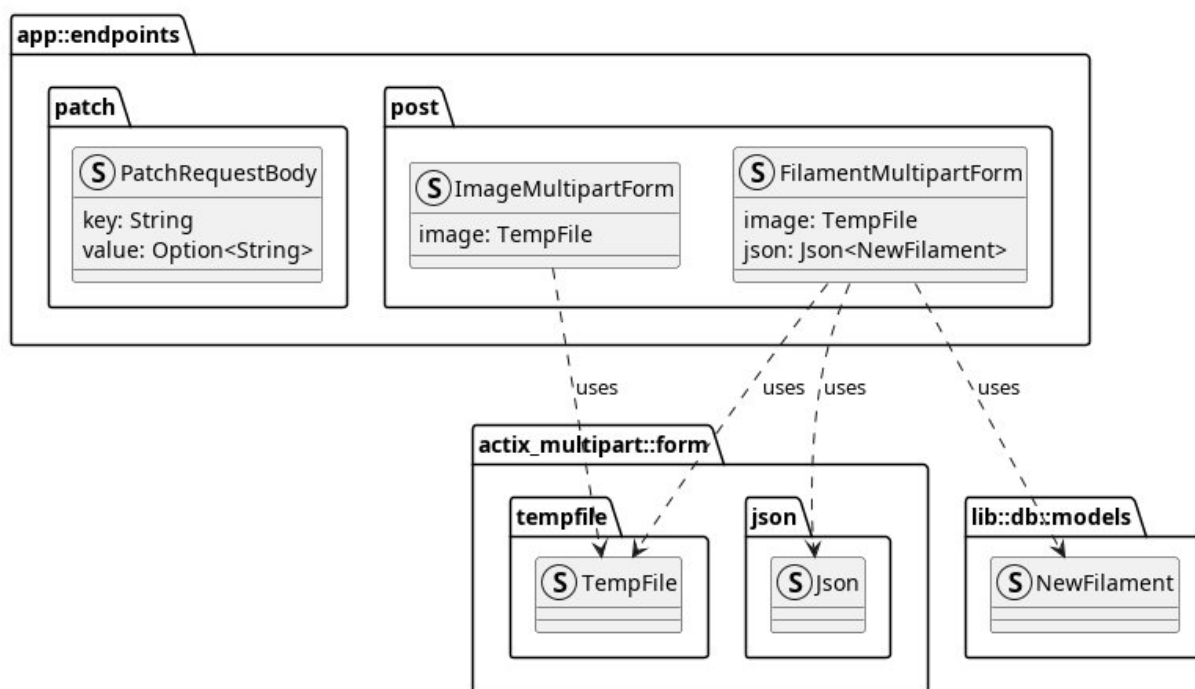 app::endpoints
patch
S PatchRequestBody
key: String
value: Option<String>
post
S ImageMultipartForm
image: TempFile
S FilamentMultipartForm
image: TempFile
json: Json<NewFilament>
uses
uses
uses
uses
actix_multipart::form
tempfile
S TempFile
json
S Json
lib::db::models
S NewFilament